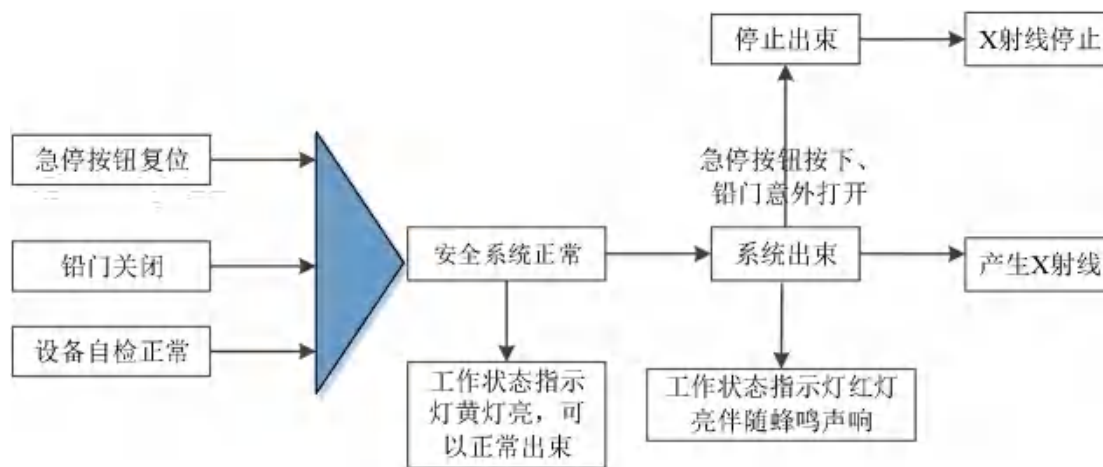 停止出束
X射线停止
急停按钮复位
急停按钮按下、
铅门意外打开
铅门关闭
安全系统正常
系统出束
产生X射线
设备自检正常
工作状态指示
灯黄灯亮，可
以正常出束
工作状态指示灯红灯
亮伴随蜂鸣声响